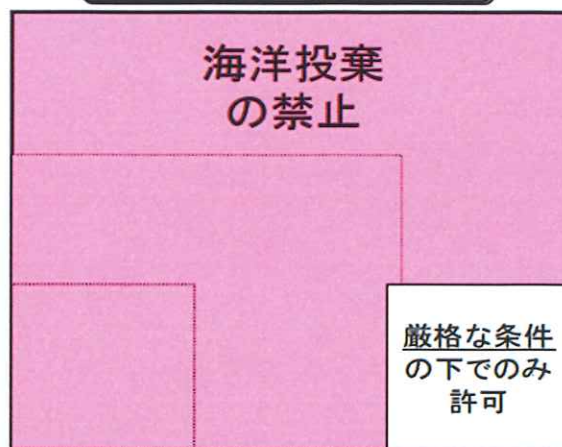 海洋投棄
の禁止
厳格な条件
の下でのみ
許可